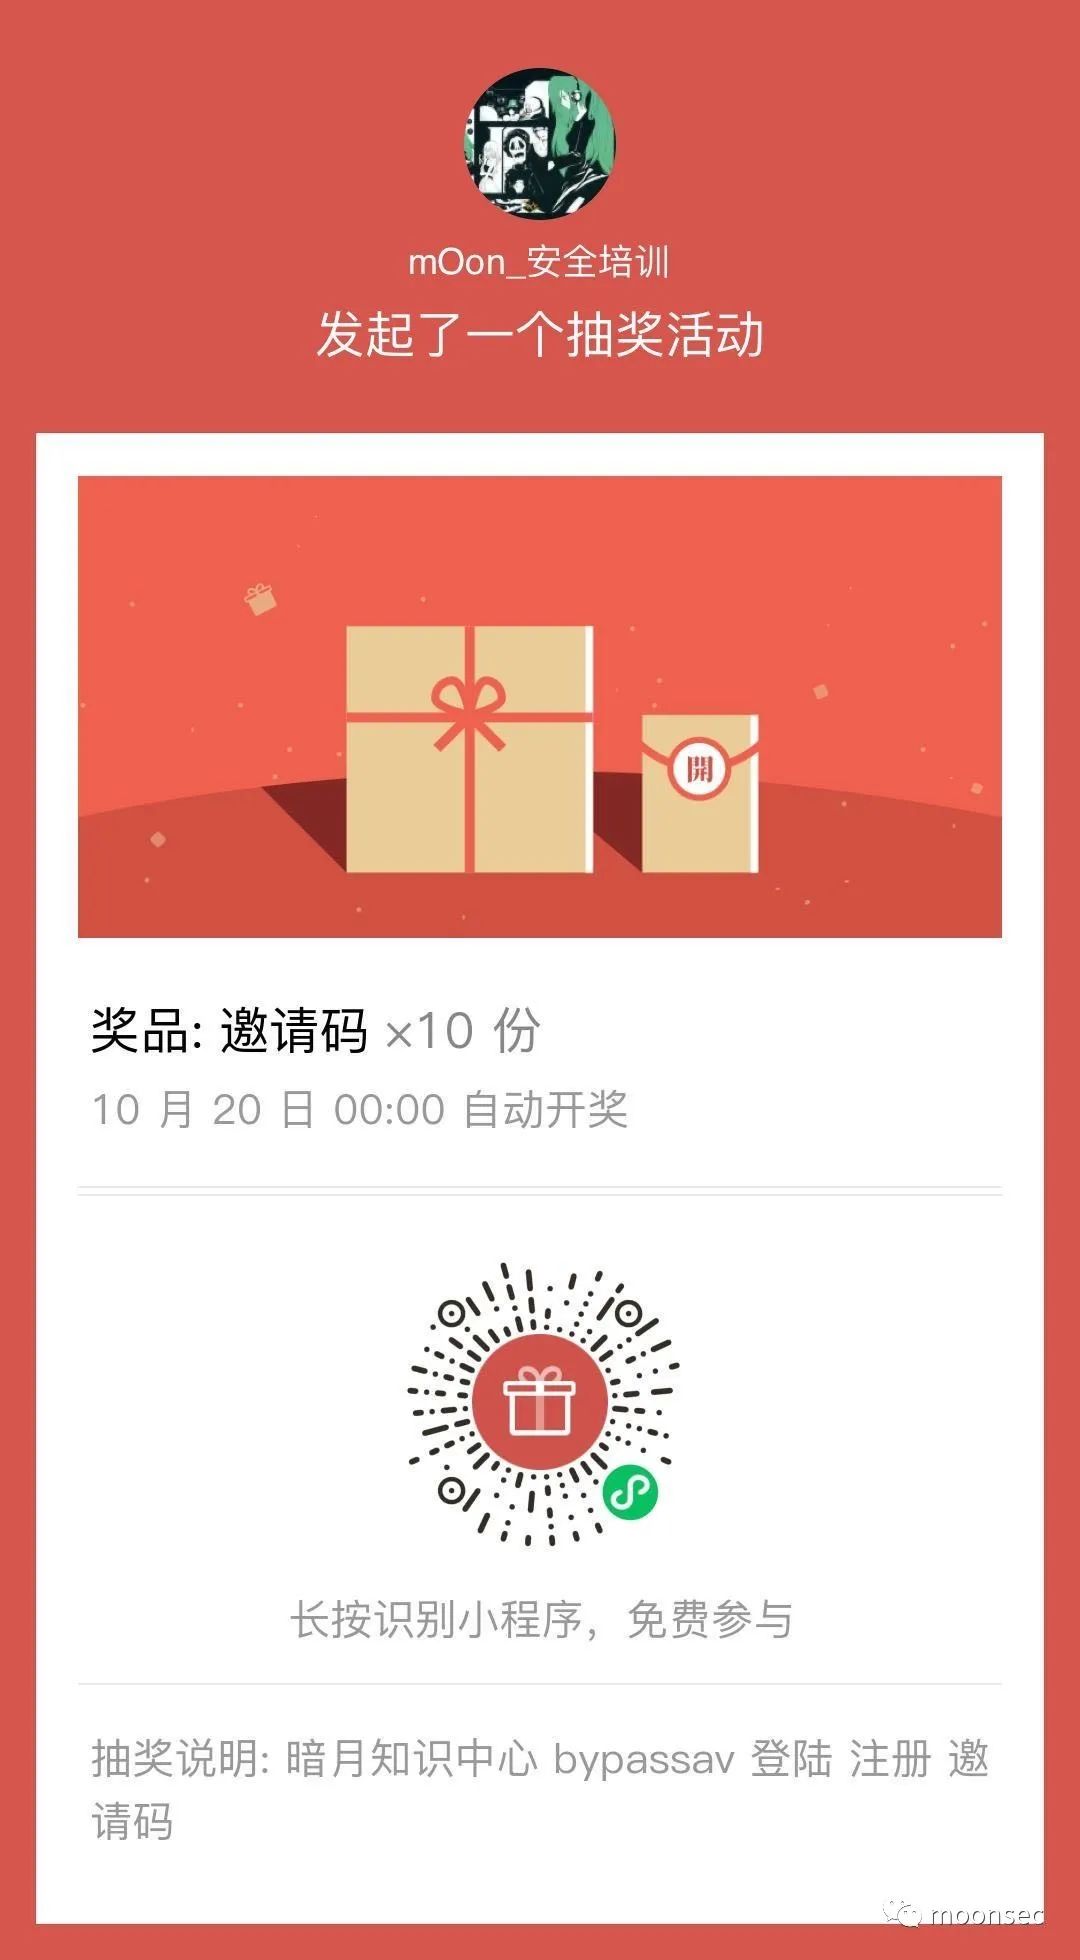 mOon_安全培训
发起了一个抽奖活动
開
奖品: 邀请码 ×10 份
10 月 20 日 00:00 自动开奖
长按识别小程序，免费参与
抽奖说明: 暗月知识中心 bypassav 登陆 注册 邀
请码
moonsec